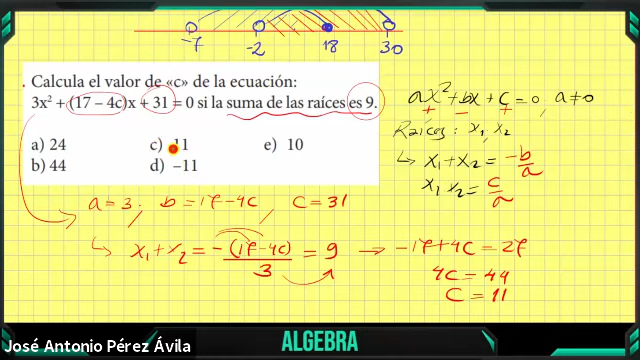 -7 -2 18 30
. Calcula el valor de «c» de la ecuación:
3x² + (17 – 4c)x + 31 = 0 si la suma de las raíces es 9.
a) 24 c) 11 e) 10
b) 44 d) –11
ax² + bx + c = 0, a ≠ 0
+ - +
Raíces: x₁, x₂
↳ x₁ + x₂ = -b/a
x₁ x₂ = c/a
a = 3 / b = 17 - 4c / c = 31
↳ x₁ + x₂ = -(17 - 4c)/3 = 9 → -17 + 4c = 27
4c = 44
c = 11
José Antonio Pérez Ávila
ALGEBRA